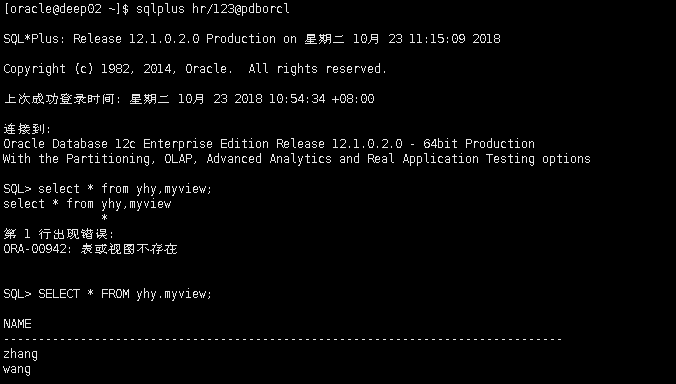 [oracle@deep02 ~]$ sqlplus hr/123@pdborcl
SQL*Plus: Release 12.1.0.2.0 Production on 星期二 10月 23 11:15:09 2018
Copyright (c) 1982, 2014, Oracle.  All rights reserved.
上次成功登录时间: 星期二 10月 23 2018 10:54:34 +08:00
连接到:
Oracle Database 12c Enterprise Edition Release 12.1.0.2.0 - 64bit Production
With the Partitioning, OLAP, Advanced Analytics and Real Application Testing options
SQL> select * from yhy,myview;
select * from yhy,myview
*
第 1 行出现错误:
ORA-00942: 表或视图不存在
SQL> SELECT * FROM yhy.myview;
NAME
--------------------------------------------------------------------------------
zhang
wang